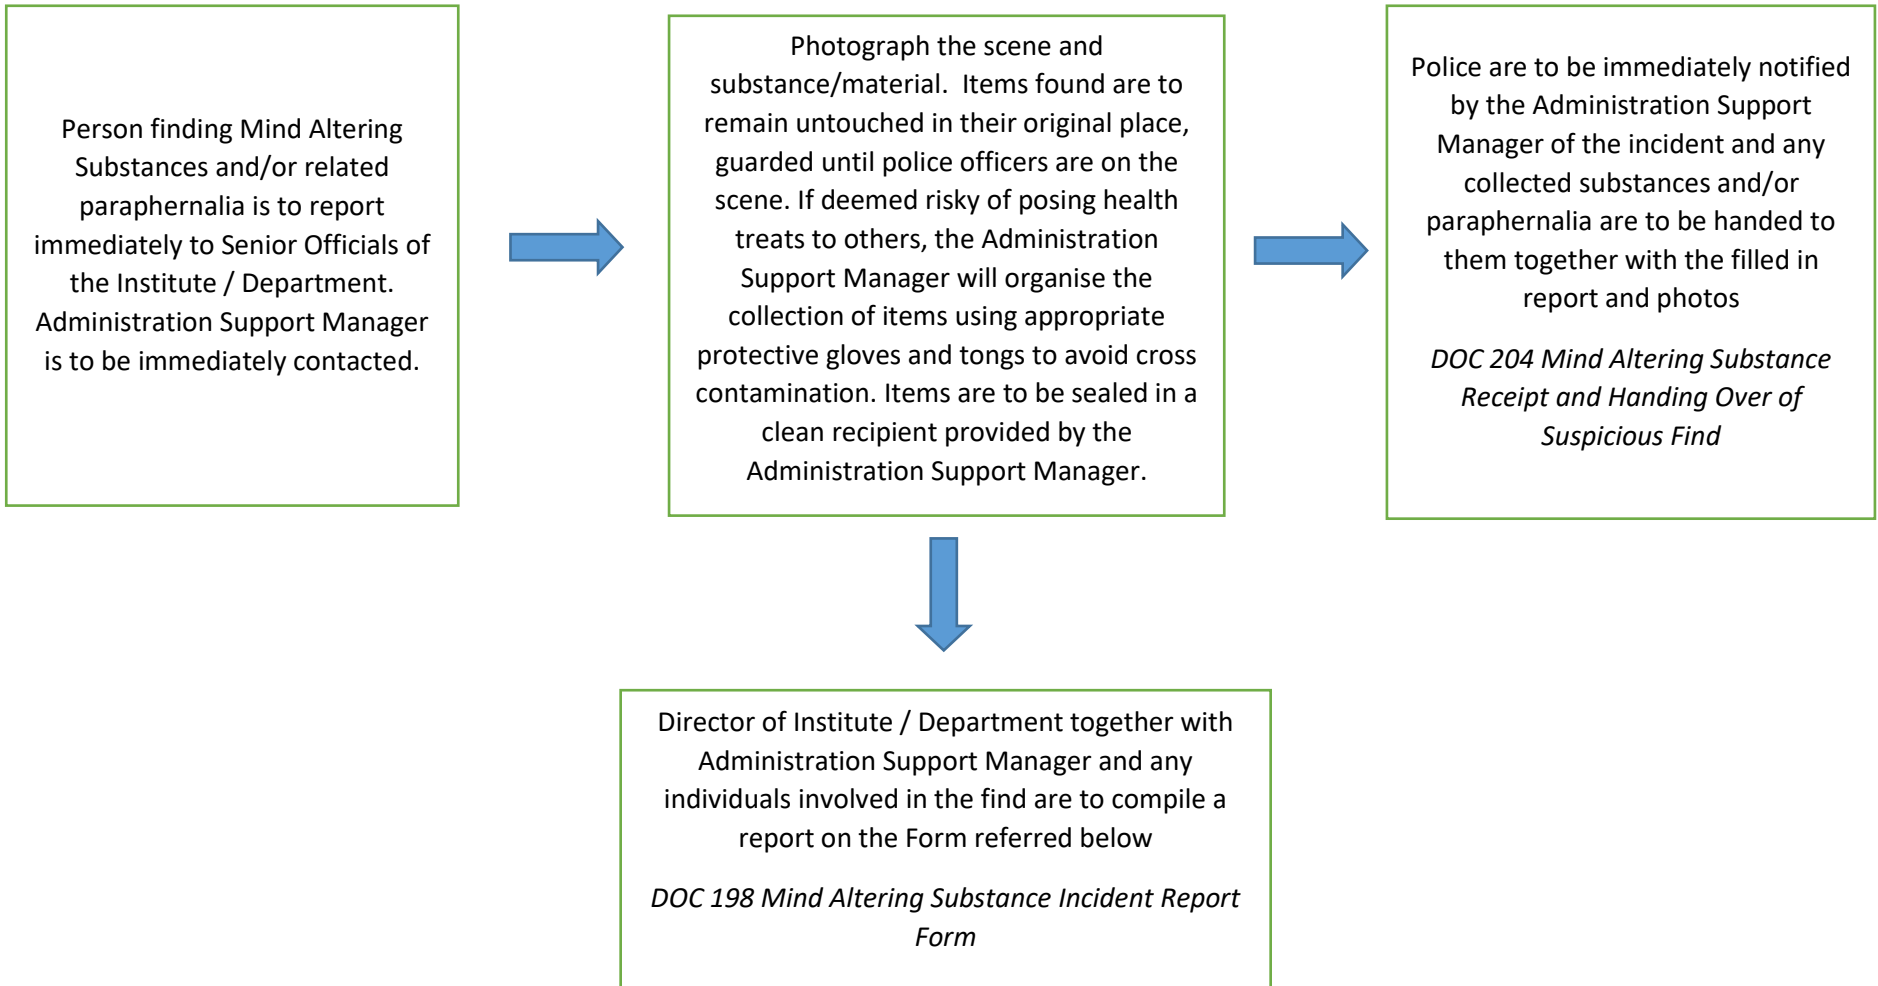 Person finding Mind Altering
Substances and/or related
paraphernalia is to report
immediately to Senior Officials of
the Institute / Department.
Administration Support Manager
is to be immediately contacted.
Photograph the scene and
substance/material.  Items found are to
remain untouched in their original place,
guarded until police officers are on the
scene. If deemed risky of posing health
treats to others, the Administration
Support Manager will organise the
collection of items using appropriate
protective gloves and tongs to avoid cross
contamination. Items are to be sealed in a
clean recipient provided by the
Administration Support Manager.
Police are to be immediately notified
by the Administration Support
Manager of the incident and any
collected substances and/or
paraphernalia are to be handed to
them together with the filled in
report and photos
DOC 204 Mind Altering Substance
Receipt and Handing Over of
Suspicious Find
Director of Institute / Department together with
Administration Support Manager and any
individuals involved in the find are to compile a
report on the Form referred below
DOC 198 Mind Altering Substance Incident Report
Form